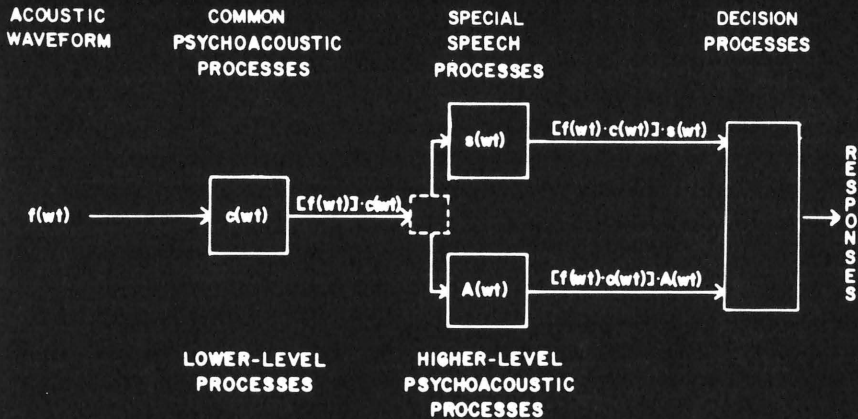 ACOUSTIC
WAVEFORM
COMMON
PSYCHOACOUSTIC
PROCESSES
SPECIAL
SPEECH
PROCESSES
DECISION
PROCESSES
f(wt)
c(wt)
[f(wt)]·c(wt)
s(wt)
[f(wt)·c(wt)]·s(wt)
A(wt)
[f(wt)·c(wt)]·A(wt)
RESPONSES
LOWER-LEVEL
PROCESSES
HIGHER-LEVEL
PSYCHOACOUSTIC
PROCESSES